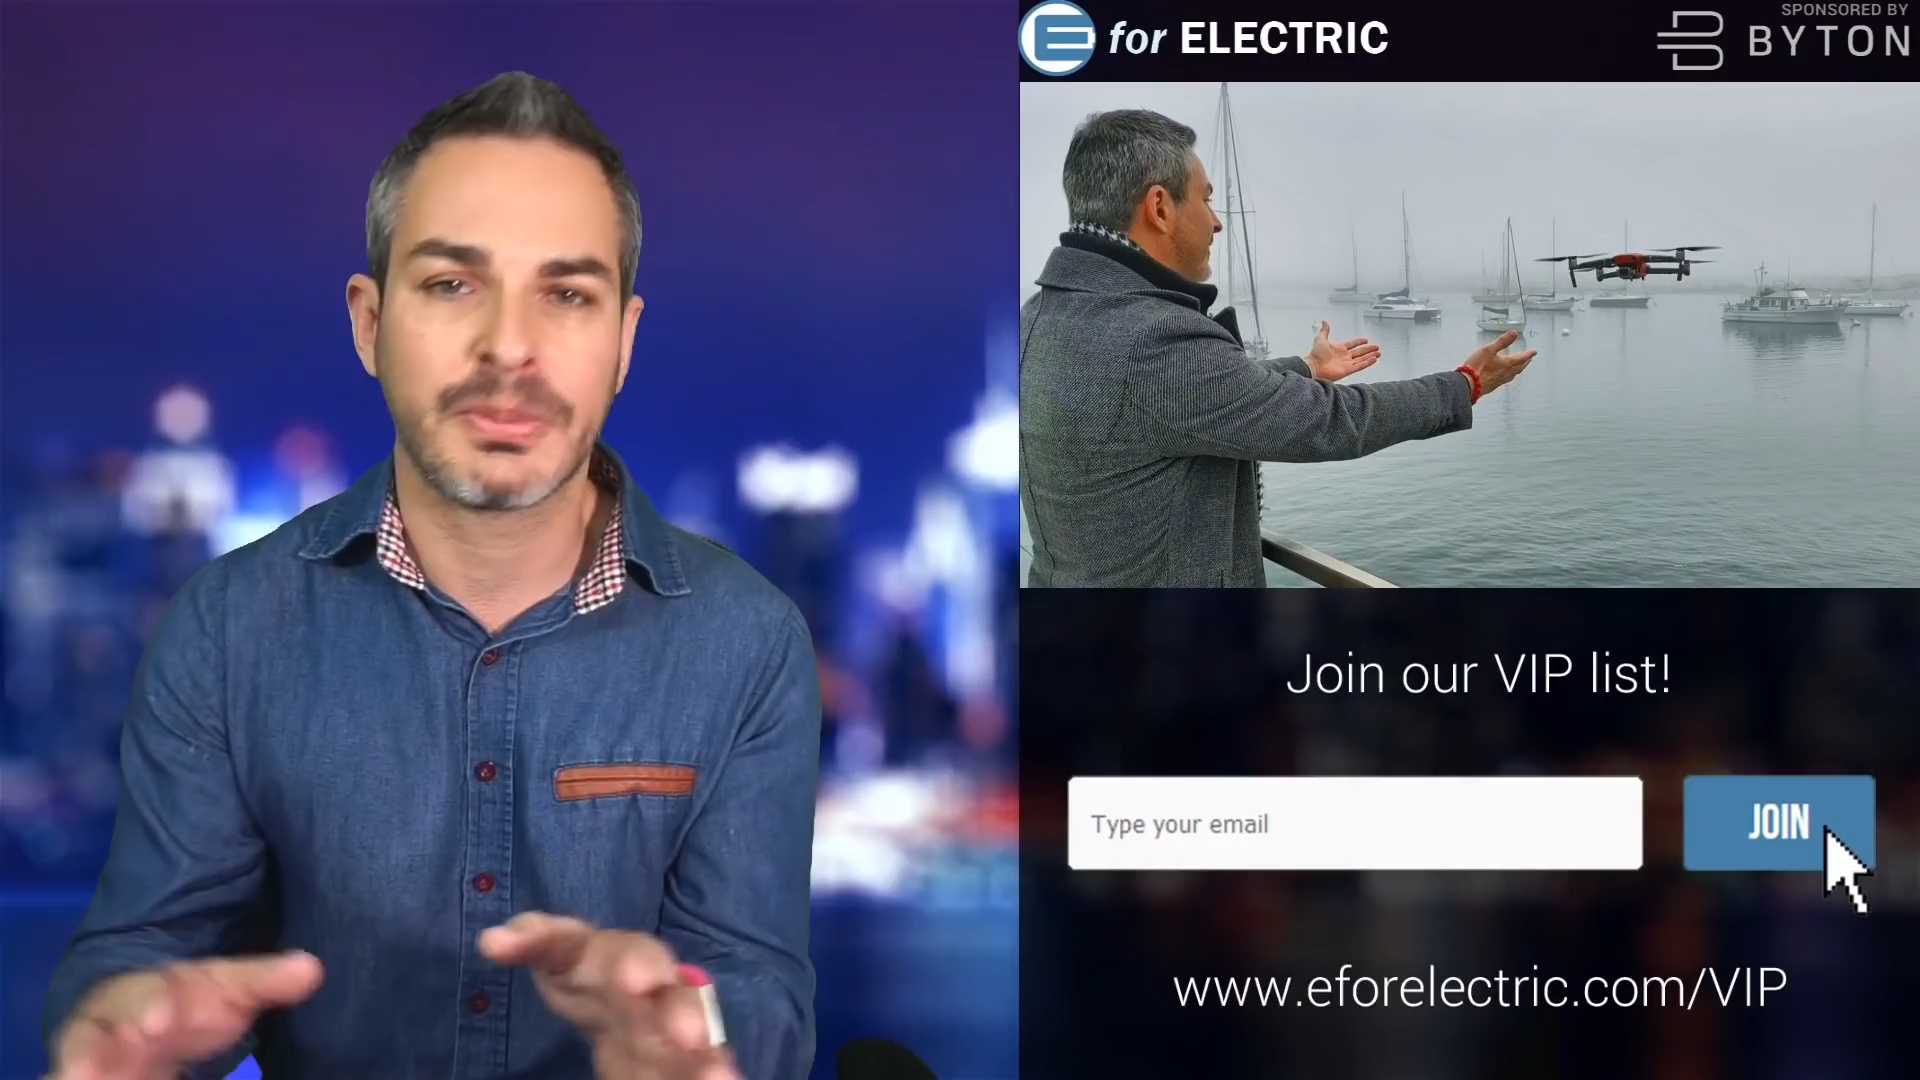 for ELECTRIC
SPONSORED BY
BYTON
Join our VIP list!
Type your email
JOIN
www.eforelectric.com/VIP